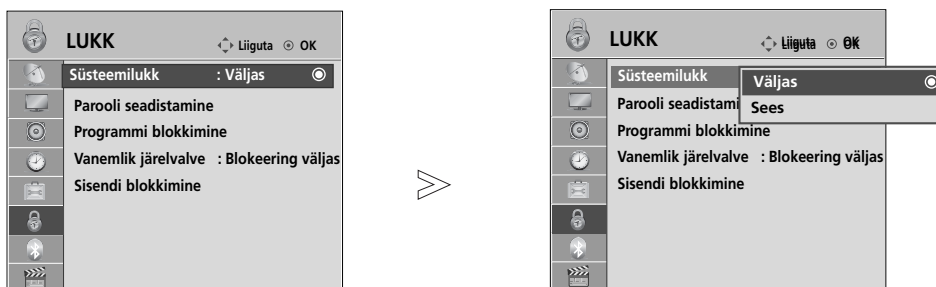 LUKK
Liiguta OK
Süsteemilukk : Väljas
Parooli seadistamine
Programmi blokkimine
Vanemlik järelvalve : Blokeering väljas
Sisendi blokkimine
LUKK
Liiguta OK
Süsteemilukk
Väljas
Sees
Parooli seadistami
Programmi blokkimine
Vanemlik järelvalve : Blokeering väljas
Sisendi blokkimine